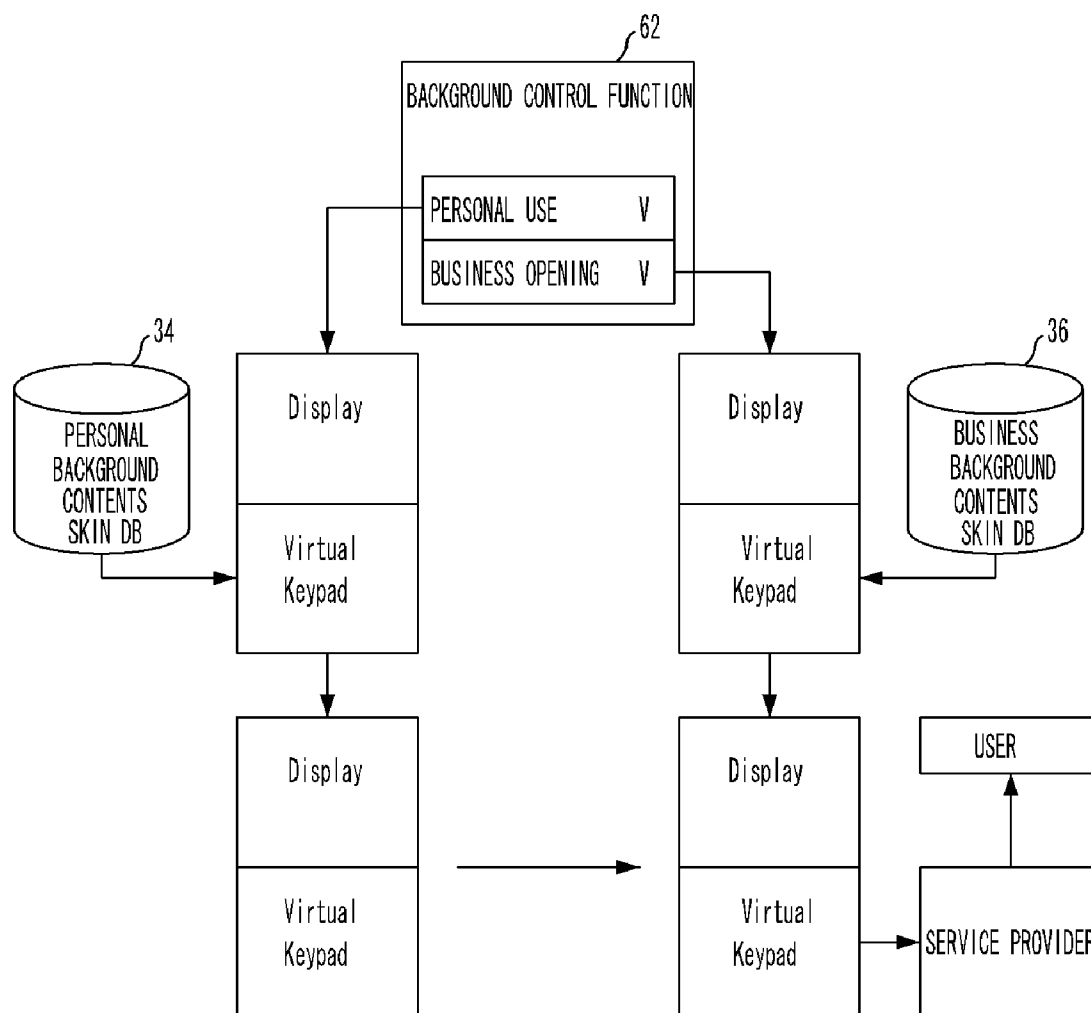 62
BACKGROUND CONTROL FUNCTION
PERSONAL USE V
BUSINESS OPENING V
34
PERSONAL
BACKGROUND
CONTENTS
SKIN DB
Display
Virtual
Keypad
Display
Virtual
Keypad
36
BUSINESS
BACKGROUND
CONTENTS
SKIN DB
Display
Virtual
Keypad
Display
Virtual
Keypad
USER
SERVICE PROVIDER